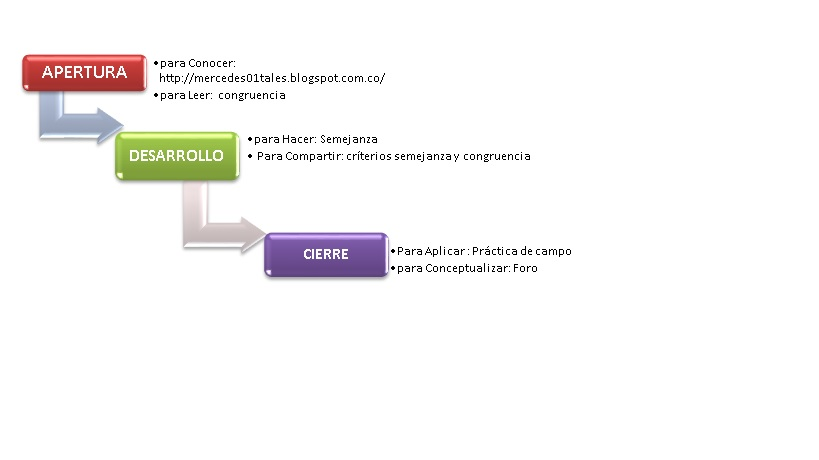 APERTURA
•para Conocer:
http://mercedes01tales.blogspot.com.co/
•para Leer: congruencia
DESARROLLO
•para Hacer: Semejanza
• Para Compartir: críterios semejanza y congruencia
CIERRE
•Para Aplicar : Práctica de campo
•para Conceptualizar: Foro